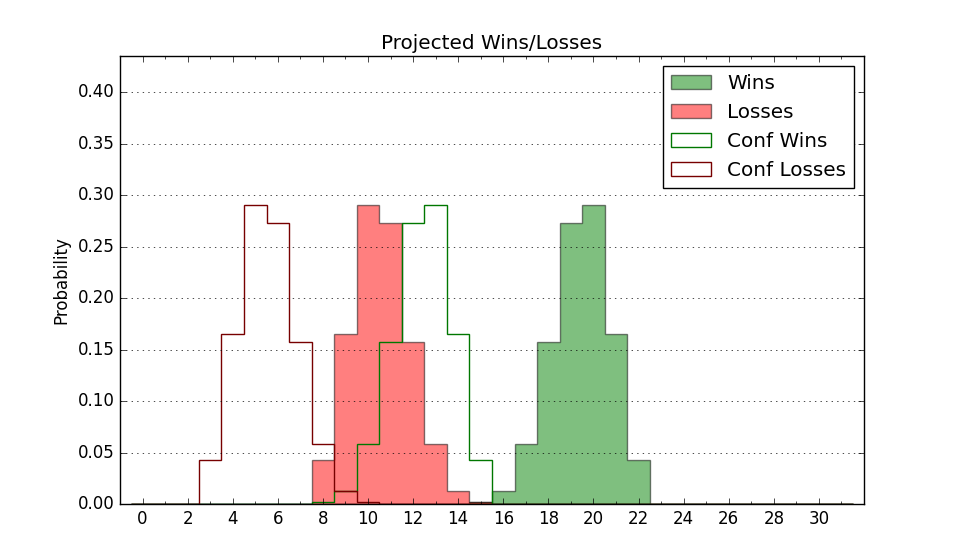 Projected Wins/Losses
Probability
0.40
0.35
0.30
0.25
0.20
0.15
0.10
0.05
0.00
0 2 4 6 8 10 12 14 16 18 20 22 24 26 28 30
Wins
Losses
Conf Wins
Conf Losses